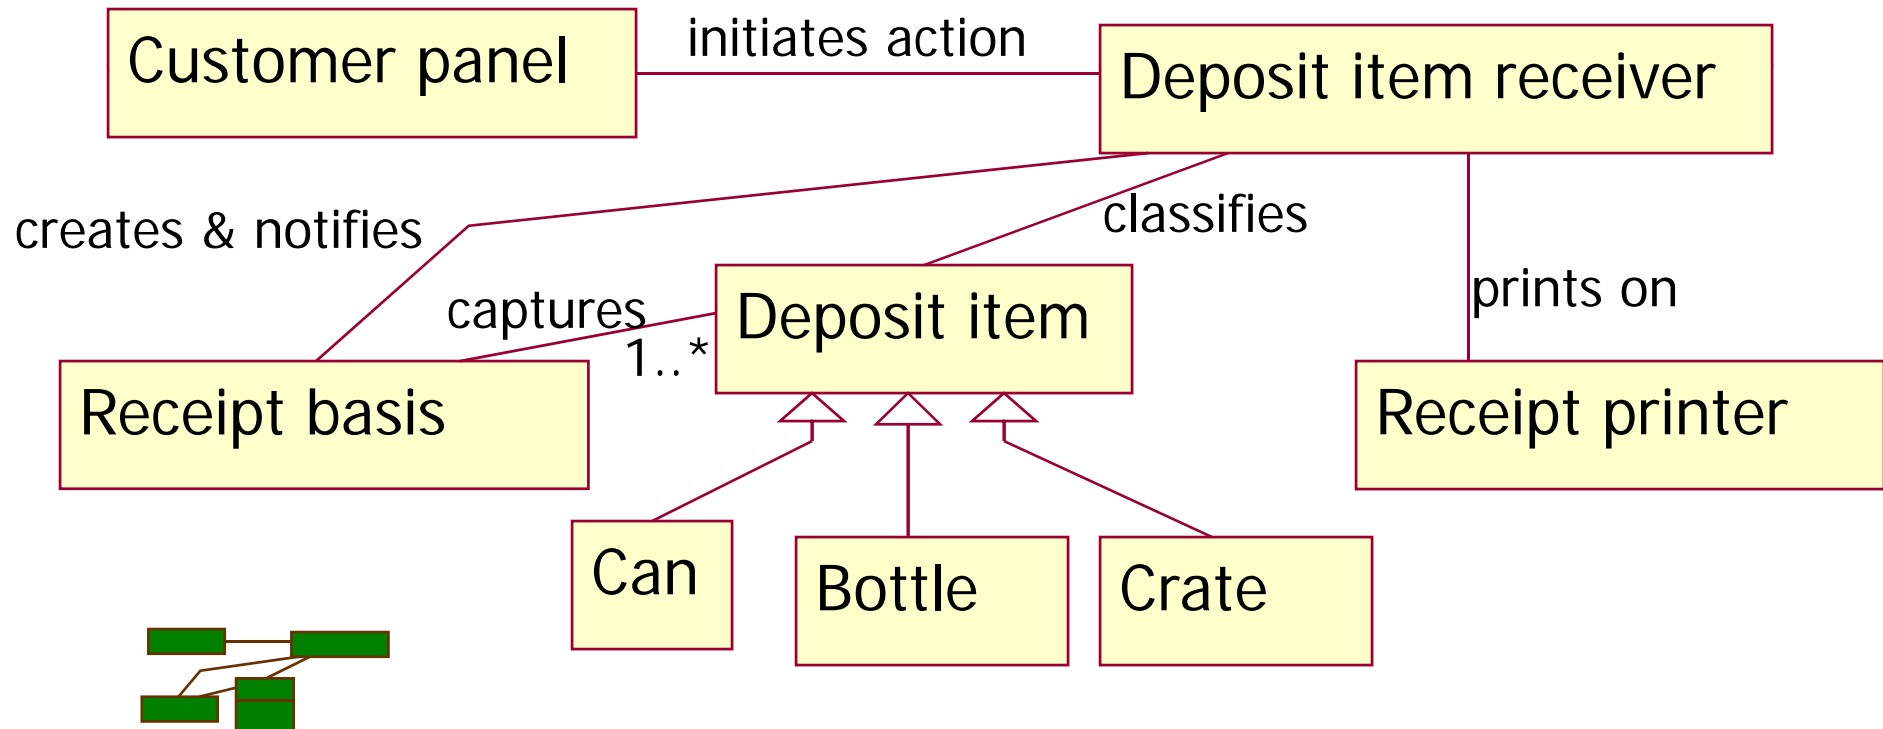 Customer panel
initiates action
Deposit item receiver
creates & notifies
classifies
captures
1..*
Deposit item
prints on
Receipt basis
Receipt printer
Can
Bottle
Crate